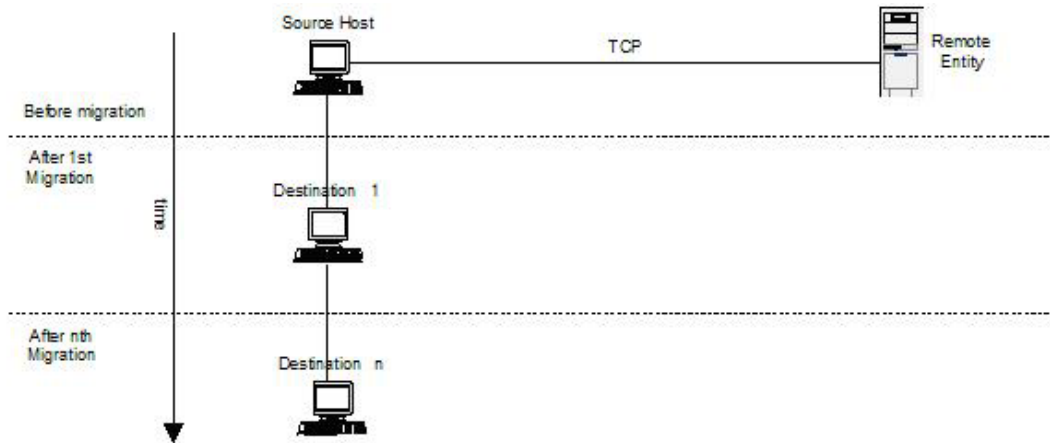 Source Host
TCP
Remote
Entity
Before migration
After 1st
Migration
Destination 1
time
After nth
Migration
Destination n